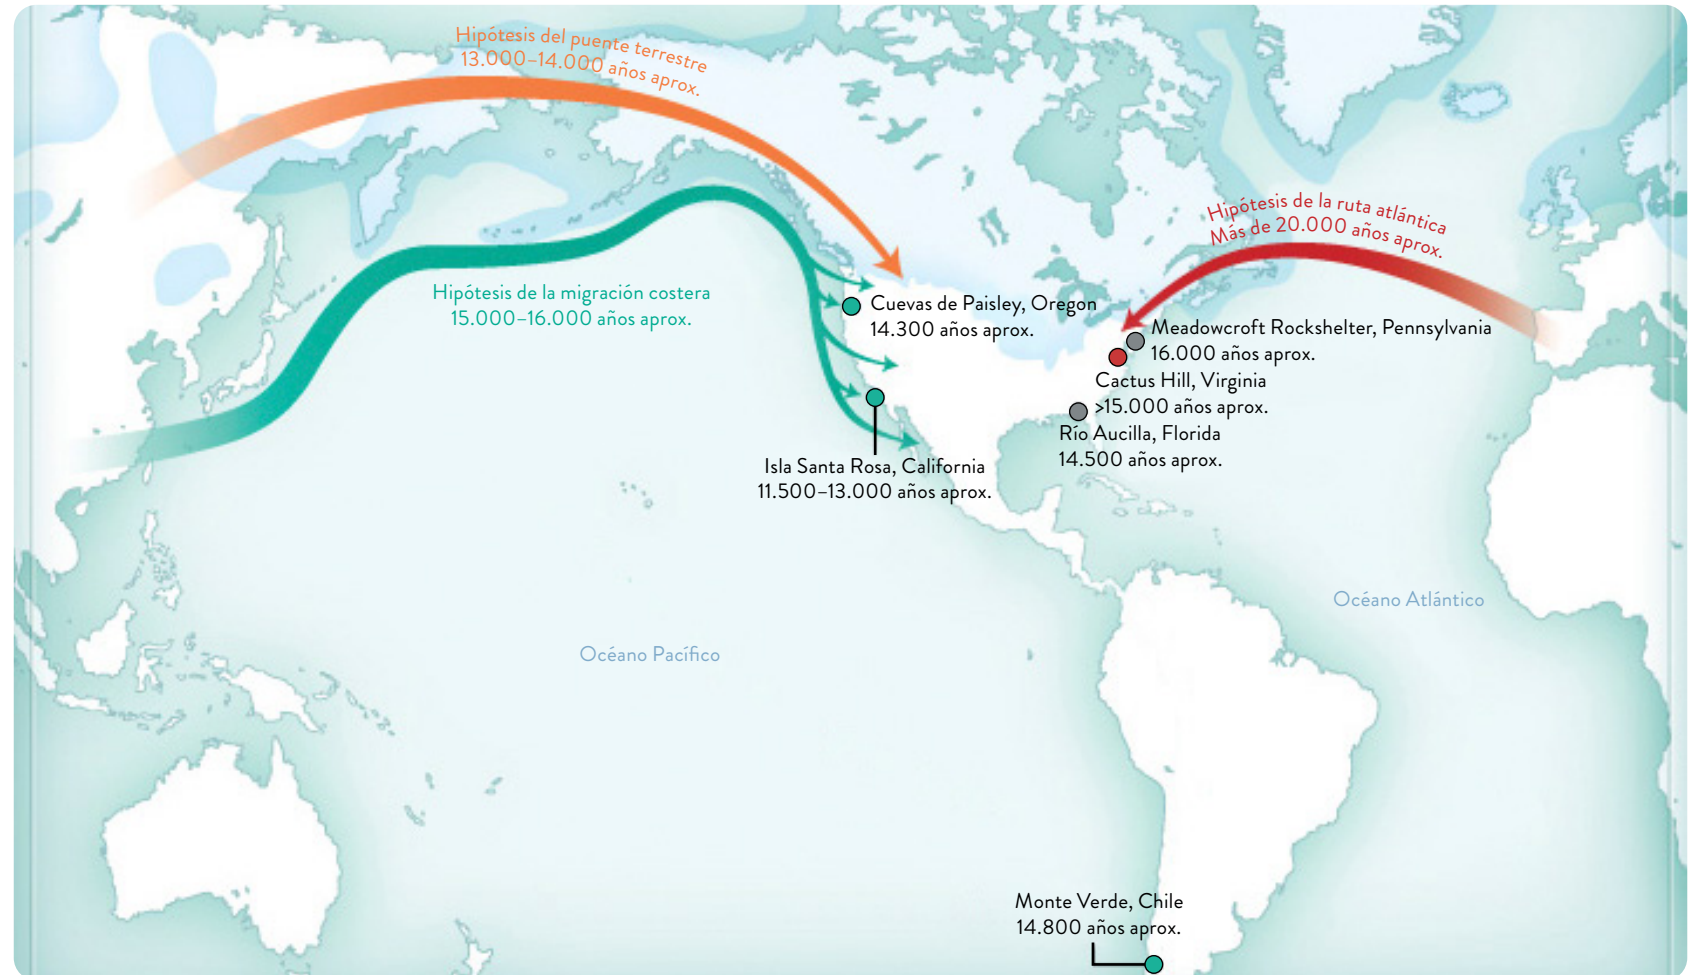 Hipótesis del puente terrestre
13.000–14.000 años aprox.
Hipótesis de la ruta atlántica
Más de 20.000 años aprox.
Hipótesis de la migración costera
15.000–16.000 años aprox.
Cuevas de Paisley, Oregon
14.300 años aprox.
Meadowcroft Rockshelter, Pennsylvania
16.000 años aprox.
Cactus Hill, Virginia
>15.000 años aprox.
Río Aucilla, Florida
14.500 años aprox.
Isla Santa Rosa, California
11.500–13.000 años aprox.
Océano Atlántico
Océano Pacífico
Monte Verde, Chile
14.800 años aprox.